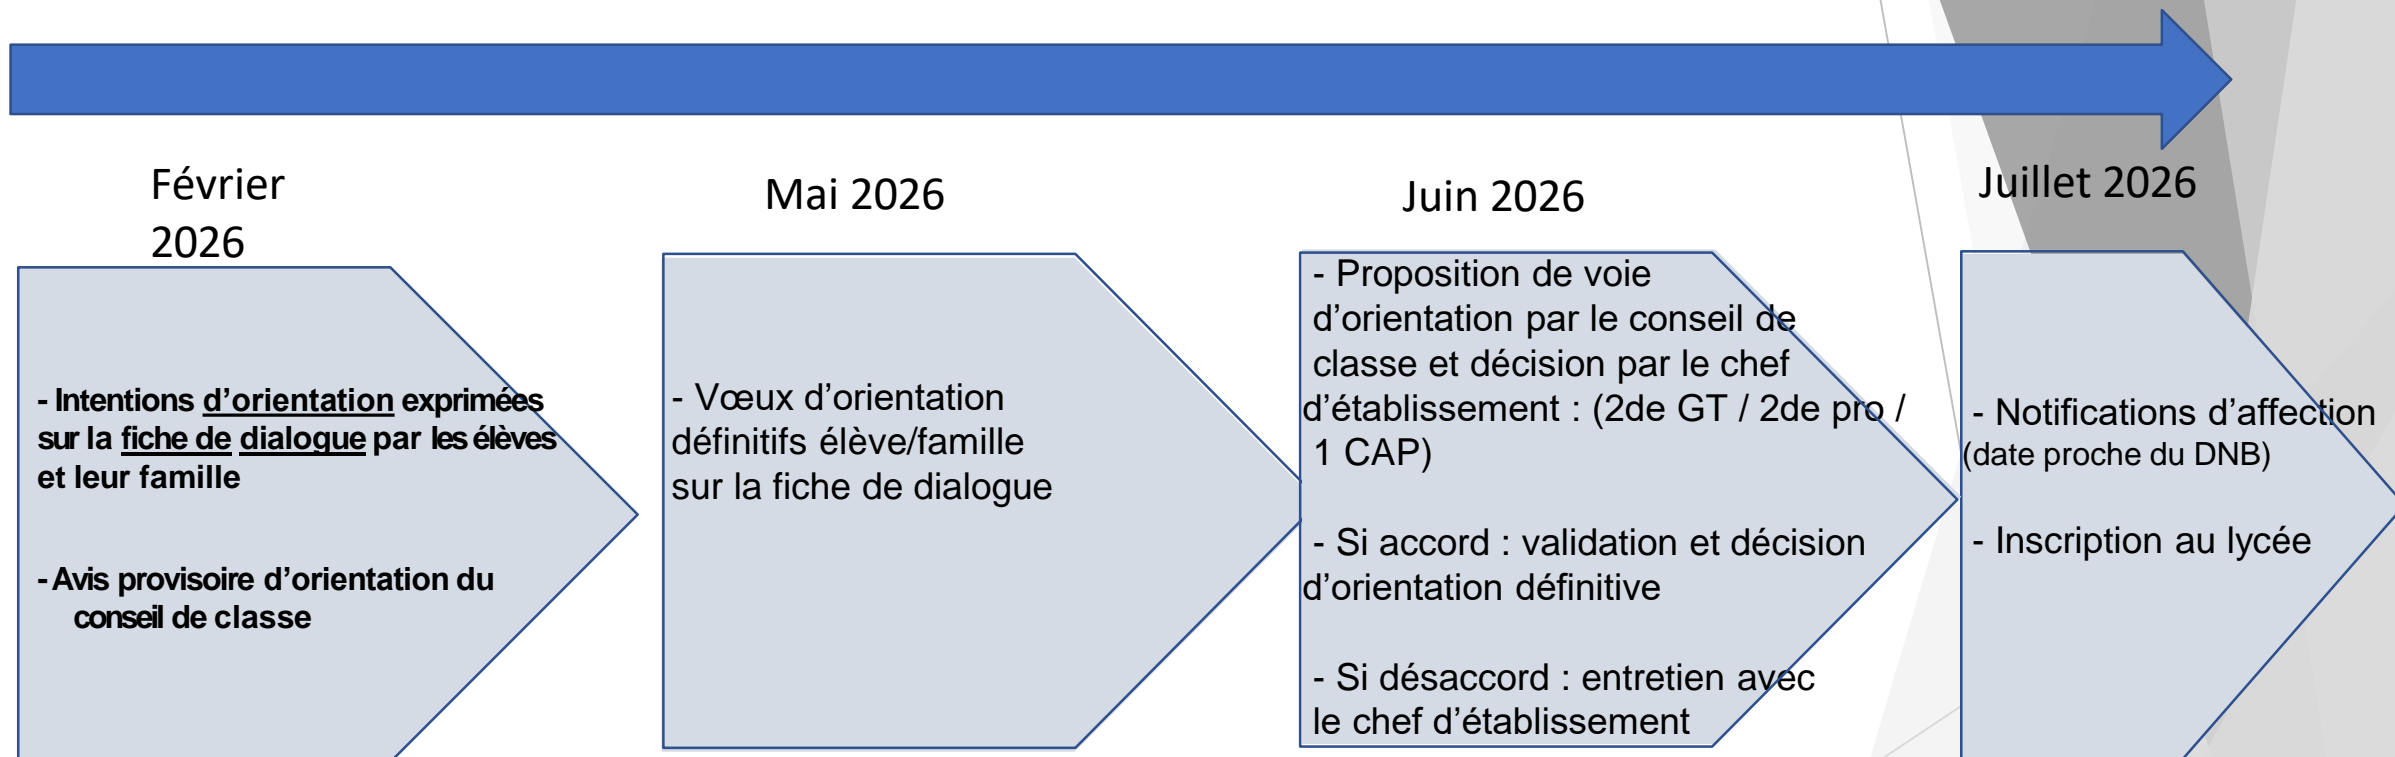 Février
2026
- Intentions d’orientation exprimées
sur la fiche de dialogue par les élèves
et leur famille
- Avis provisoire d’orientation du
conseil de classe
Mai 2026
- Vœux d’orientation
définitifs élève/famille
sur la fiche de dialogue
Juin 2026
- Proposition de voie
d’orientation par le conseil de
classe et décision par le chef
d’établissement : (2de GT / 2de pro /
1 CAP)
- Si accord : validation et décision
d’orientation définitive
- Si désaccord : entretien avec
le chef d’établissement
Juillet 2026
- Notifications d’affection
(date proche du DNB)
- Inscription au lycée